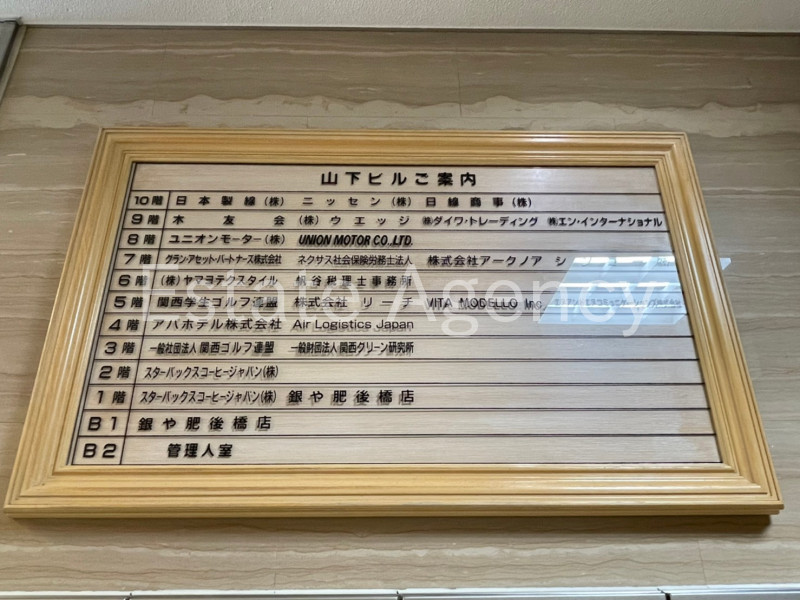 山下ビルご案内
10階 日本製線(株) ニッセン(株) 日線商事(株)
9階 木友会 (株)ウエッジ ㈱ダイワ・トレーディング ㈱エン・インターナショナル
8階 ユニオンモーター(株) UNION MOTOR CO.,LTD.
7階 クラン・アセット・パートナーズ株式会社 ネクサス社会保険労務士法人 株式会社アークノア シ
6階 (株)ヤマヨテクスタイル 熊谷税理士事務所
5階 関西学生ゴルフ連盟 株式会社 リーチ VITA MODELLO Inc.
4階 アパホテル株式会社 Air Logistics Japan
3階 一般社団法人関西ゴルフ連盟 一般財団法人関西グリーン研究所
2階 スターバックスコーヒージャパン(株)
1階 スターバックスコーヒージャパン(株) 銀や肥後橋店
B1 銀や肥後橋店
B2 管理人室
Estate Agency